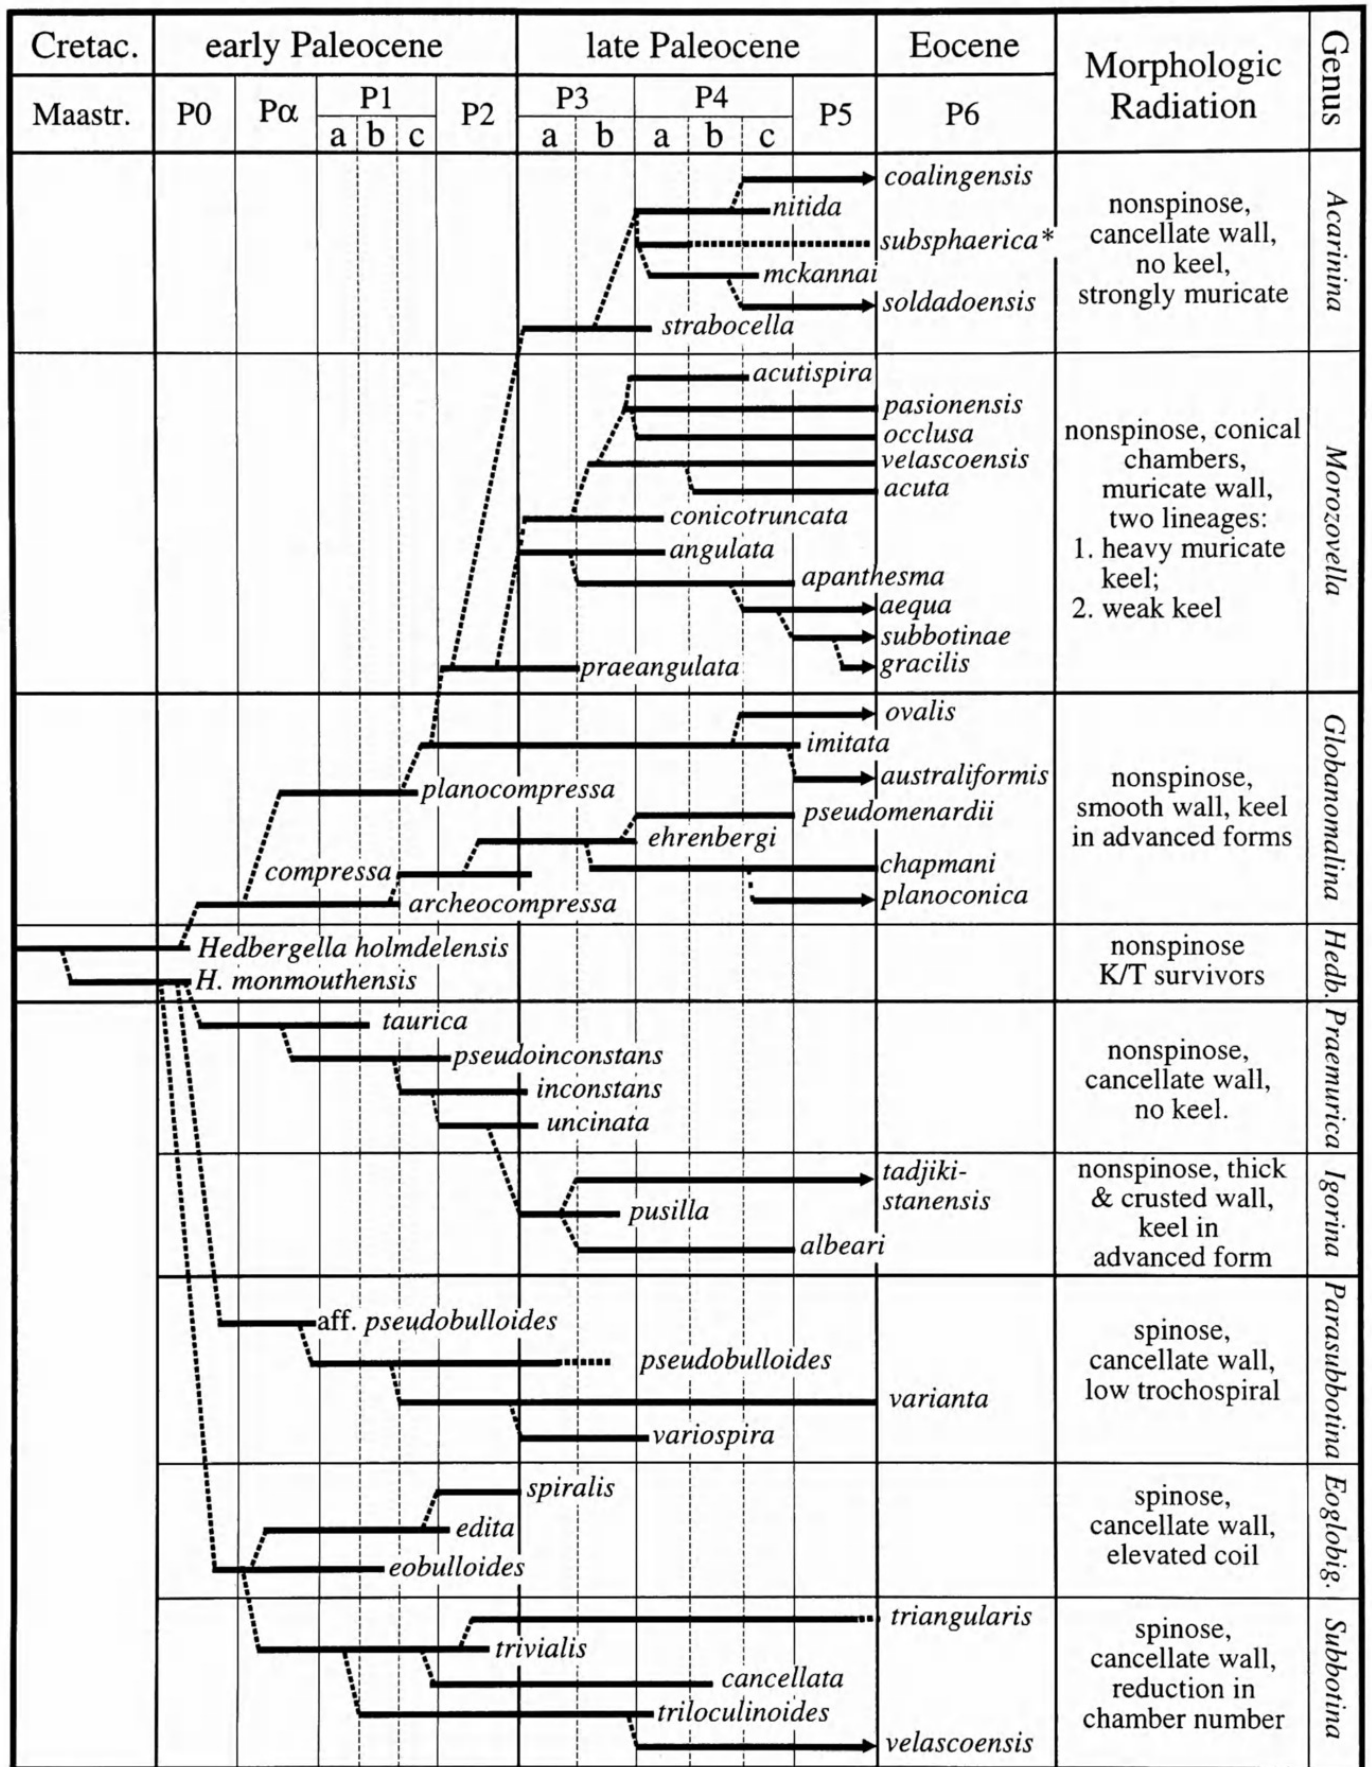 Cretac.
early Paleocene
late Paleocene
Eocene
Morphologic
Radiation
Genus
Maastr.
P0
Pα
P1
a b c
P2
P3
a b
P4
a b c
P5
P6
coalingensis
nitida
subsphaerica*
mckannai
soldadoensis
strabocella
nonspinose,
cancellate wall,
no keel,
strongly muricate
Acarinina
acutispira
pasionensis
occlusa
velascoensis
acuta
conicotruncata
angulata
apanthesma
aequa
subbotinae
gracilis
praeangulata
nonspinose, conical
chambers,
muricate wall,
two lineages:
1. heavy muricate
keel;
2. weak keel
Morozovella
ovalis
imitata
australiformis
planocompressa
pseudomenardii
ehrenbergi
compressa
chapmani
planoconica
archeocompressa
nonspinose,
smooth wall, keel
in advanced forms
Globanomalina
Hedbergella holmdelensis
H. monmouthensis
nonspinose
K/T survivors
Hedb.
taurica
pseudoinconstans
inconstans
uncinata
nonspinose,
cancellate wall,
no keel.
Praemurica
tadjiki-
stanensis
pusilla
albeari
nonspinose, thick
& crusted wall,
keel in
advanced form
Igorina
aff. pseudobulloides
pseudobulloides
varianta
variospira
spinose,
cancellate wall,
low trochospiral
Parasubbotina
spiralis
edita
eobulloides
spinose,
cancellate wall,
elevated coil
Eoglobig.
triangularis
trivialis
cancellata
triloculinoides
velascoensis
spinose,
cancellate wall,
reduction in
chamber number
Subbotina